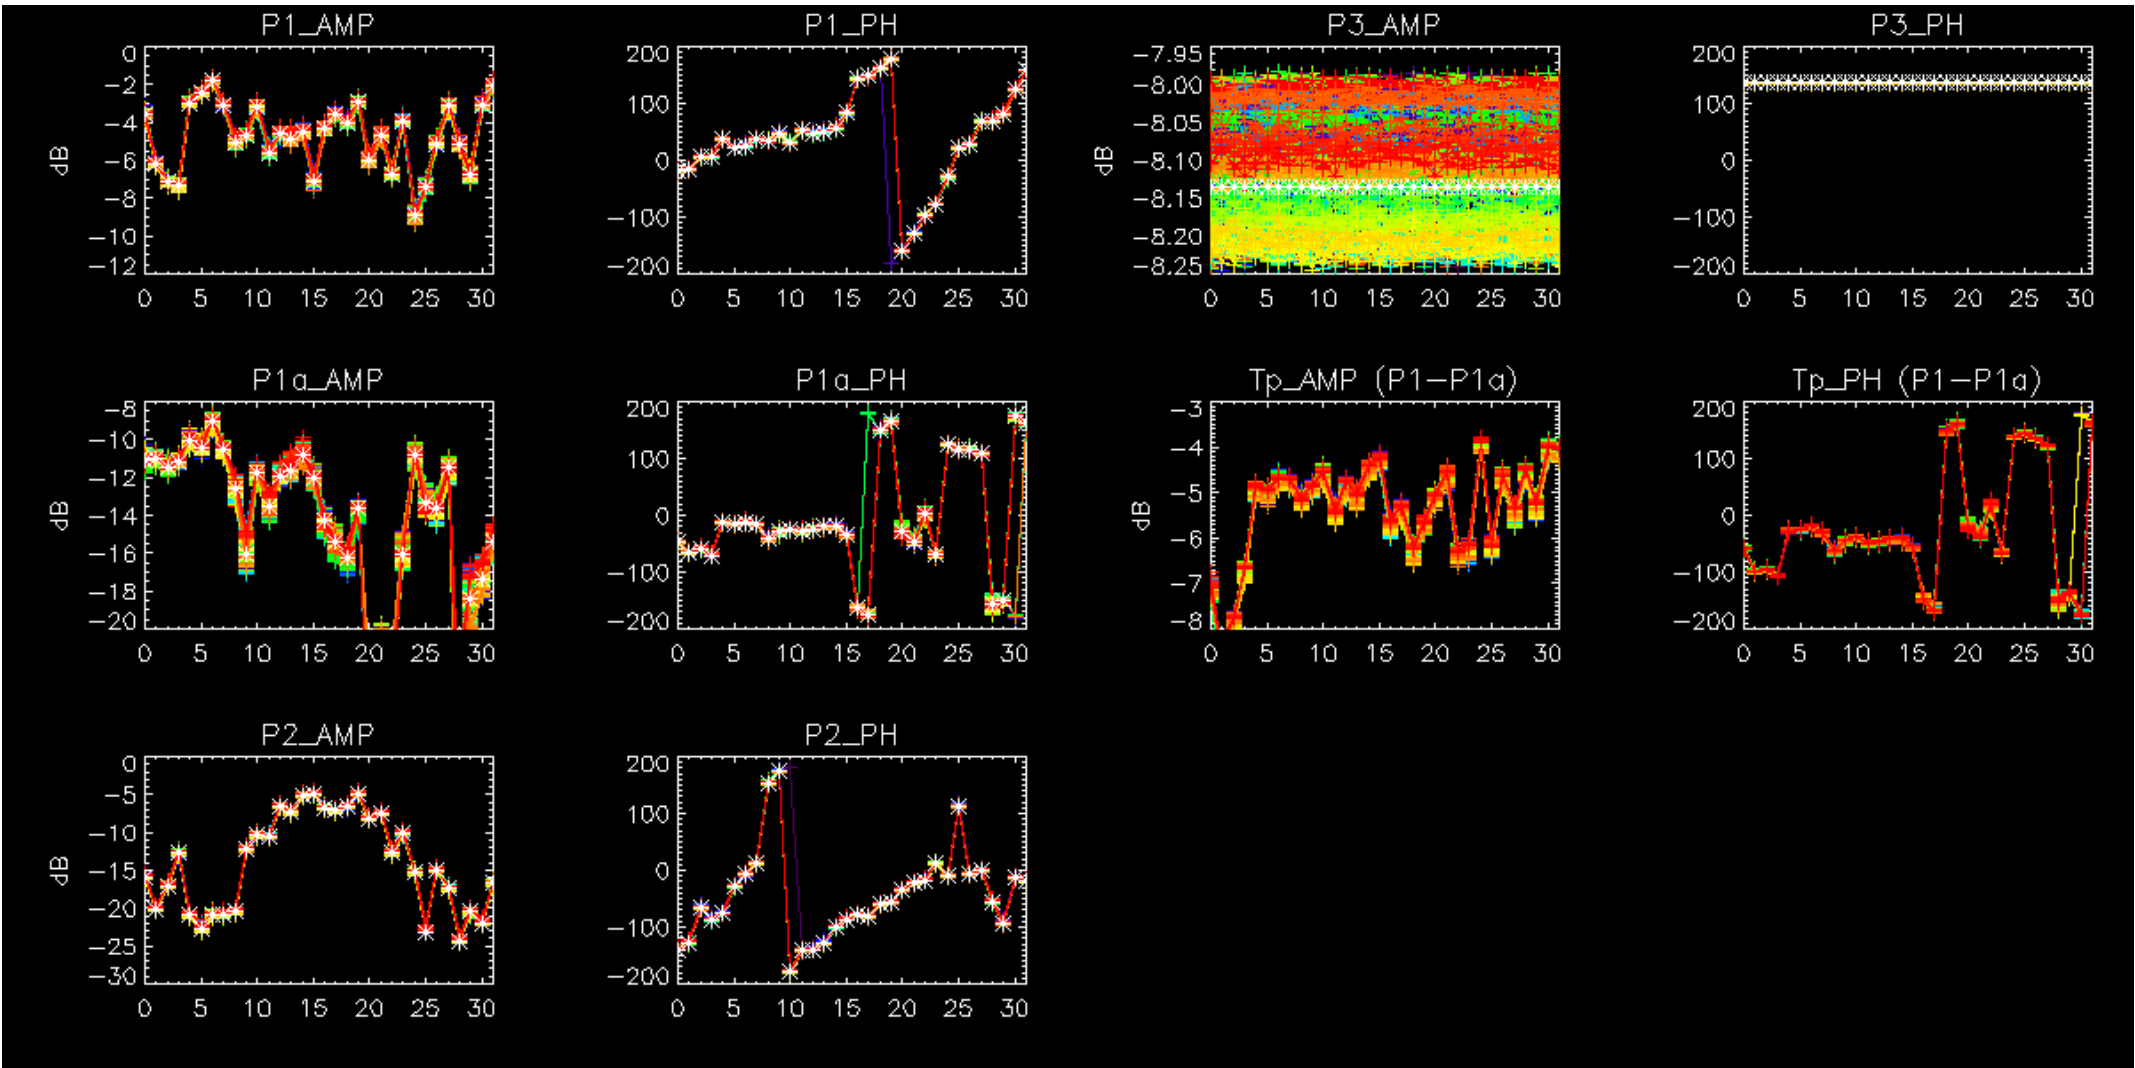 P1_AMP
dB
0
−2
−4
−6
−8
−10
−12
0 5 10 15 20 25 30
P1_PH
200
100
0
−100
−200
0 5 10 15 20 25 30
P3_AMP
dB
−7.95
−8.00
−8.05
−8.10
−8.15
−8.20
−8.25
0 5 10 15 20 25 30
P3_PH
200
100
0
−100
−200
0 5 10 15 20 25 30
P1a_AMP
dB
−8
−10
−12
−14
−16
−18
−20
0 5 10 15 20 25 30
P1a_PH
200
100
0
−100
−200
0 5 10 15 20 25 30
Tp_AMP (P1−P1a)
dB
−3
−4
−5
−6
−7
−8
0 5 10 15 20 25 30
Tp_PH (P1−P1a)
200
100
0
−100
−200
0 5 10 15 20 25 30
P2_AMP
dB
0
−5
−10
−15
−20
−25
−30
0 5 10 15 20 25 30
P2_PH
200
100
0
−100
−200
0 5 10 15 20 25 30